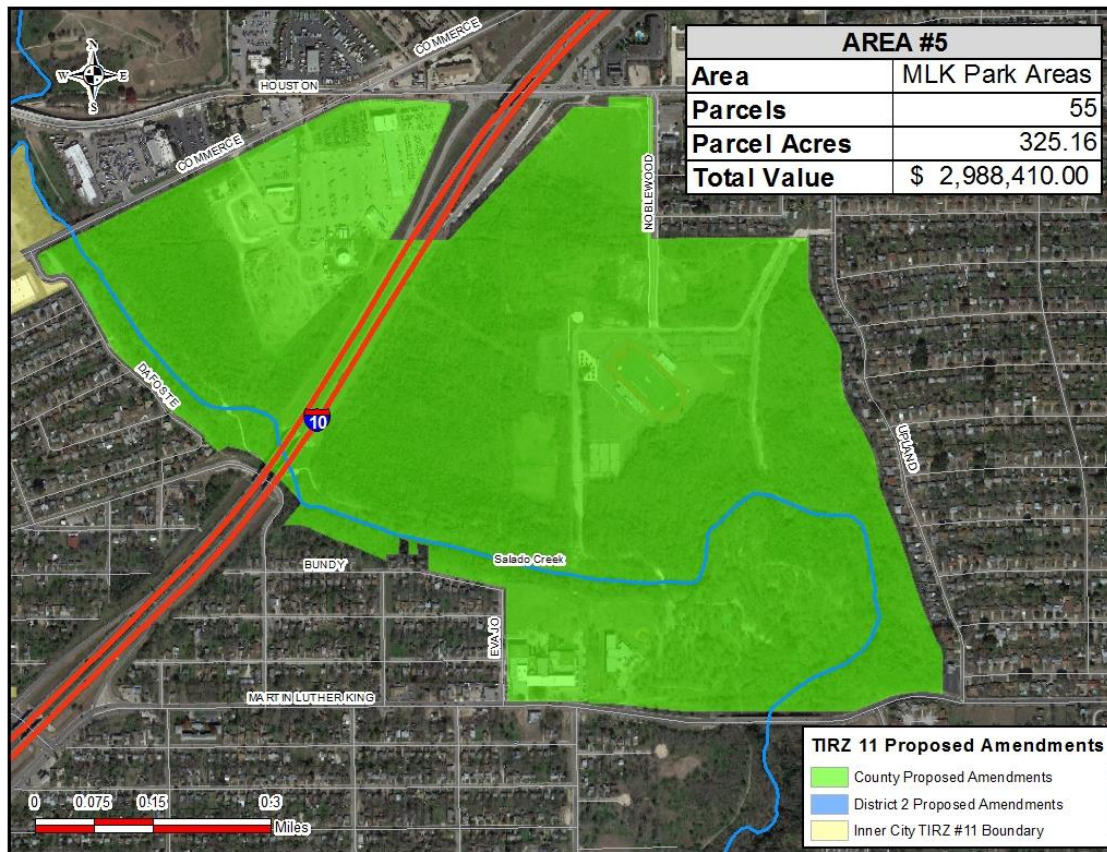 N
W E
S
COMMERCE
HOUSTON
COMMERCE
NOBLEWOOD
DAFOSTE
10
UPLAND
Salado Creek
BUNDY
EVAJO
MARTIN LUTHER KING
AREA #5
Area MLK Park Areas
Parcels 55
Parcel Acres 325.16
Total Value $ 2,988,410.00
0 0.075 0.15 0.3
Miles
TIRZ 11 Proposed Amendments
County Proposed Amendments
District 2 Proposed Amendments
Inner City TIRZ #11 Boundary